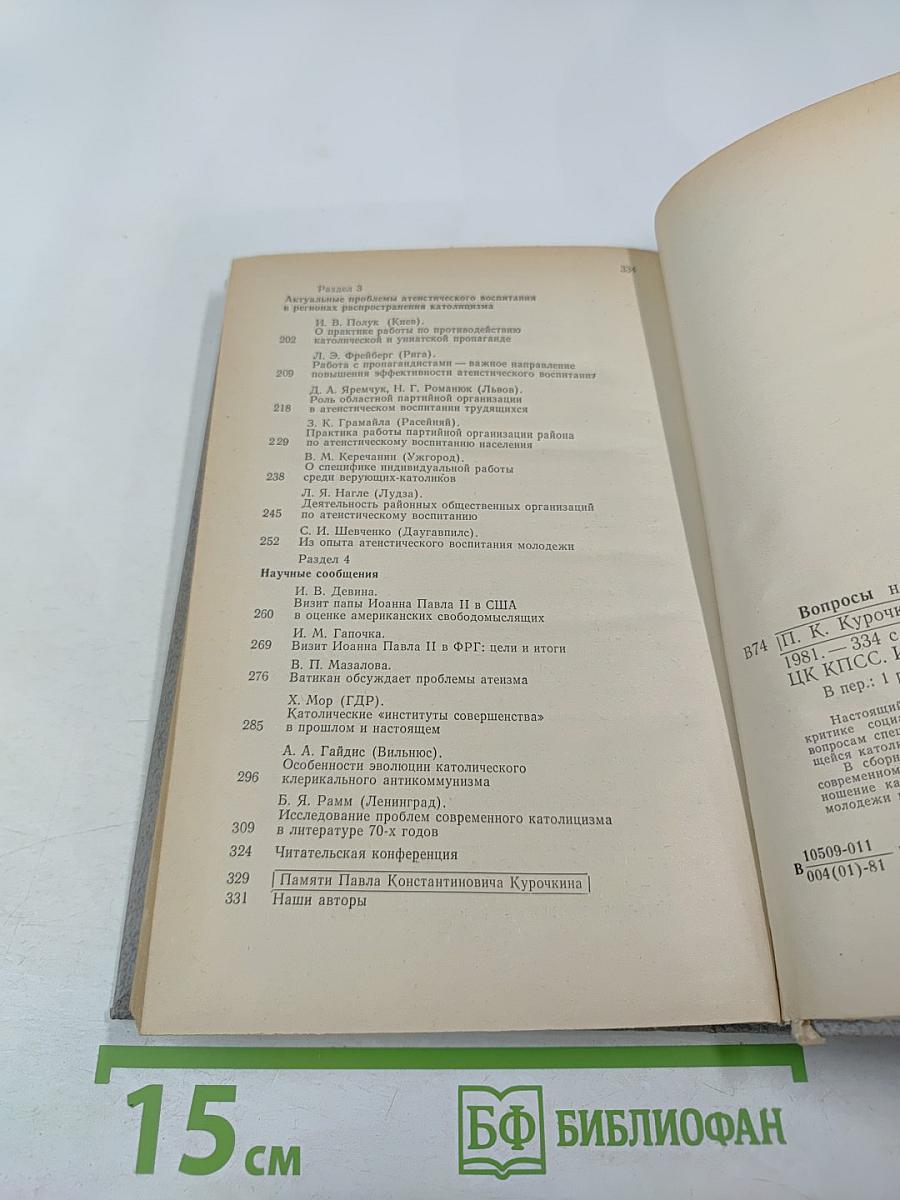 334
Раздел 3
Актуальные проблемы атеистического воспитания
в регионах распространения католицизма
И. В. Полук (Киев).
О практике работы по противодействию
202 католической и униатской пропаганде
Л. Э. Фрейберг (Рига).
Работа с пропагандистами — важное направление
209 повышения эффективности атеистического воспитания
Д. А. Яремчук, Н. Г. Романюк (Львов).
Роль областной партийной организации
218 в атеистическом воспитании трудящихся
З. К. Грамайла (Расейняй).
Практика работы партийной организации района
229 по атеистическому воспитанию населения
В. М. Керечанин (Ужгород).
О специфике индивидуальной работы
238 среди верующих-католиков
Л. Я. Нагле (Лудза).
Деятельность районных общественных организаций
245 по атеистическому воспитанию
С. И. Шевченко (Даугавпилс).
252 Из опыта атеистического воспитания молодежи
Раздел 4
Научные сообщения
И. В. Девина.
Визит папы Иоанна Павла II в США
260 в оценке американских свободомыслящих
И. М. Гапочка.
269 Визит Иоанна Павла II в ФРГ: цели и итоги
В. П. Мазалова.
276 Ватикан обсуждает проблемы атеизма
Х. Мор (ГДР).
Католические «институты совершенства»
285 в прошлом и настоящем
А. А. Гайдис (Вильнюс).
Особенности эволюции католического
296 клерикального антикоммунизма
Б. Я. Рамм (Ленинград).
Исследование проблем современного католицизма
309 в литературе 70-х годов
324 Читательская конференция
329 Памяти Павла Константиновича Курочкина
331 Наши авторы
Вопросы
В74 П. К. Курочк
1981. — 334 с
ЦК КПСС. И
В пер.: 1
Настоящий
критике социа
вопросам спец
щейся катол
В сборн
современном
ношение ка
молодежи
В 10509-011
004(01)-81
15 см
БФ БИБЛИОФАН